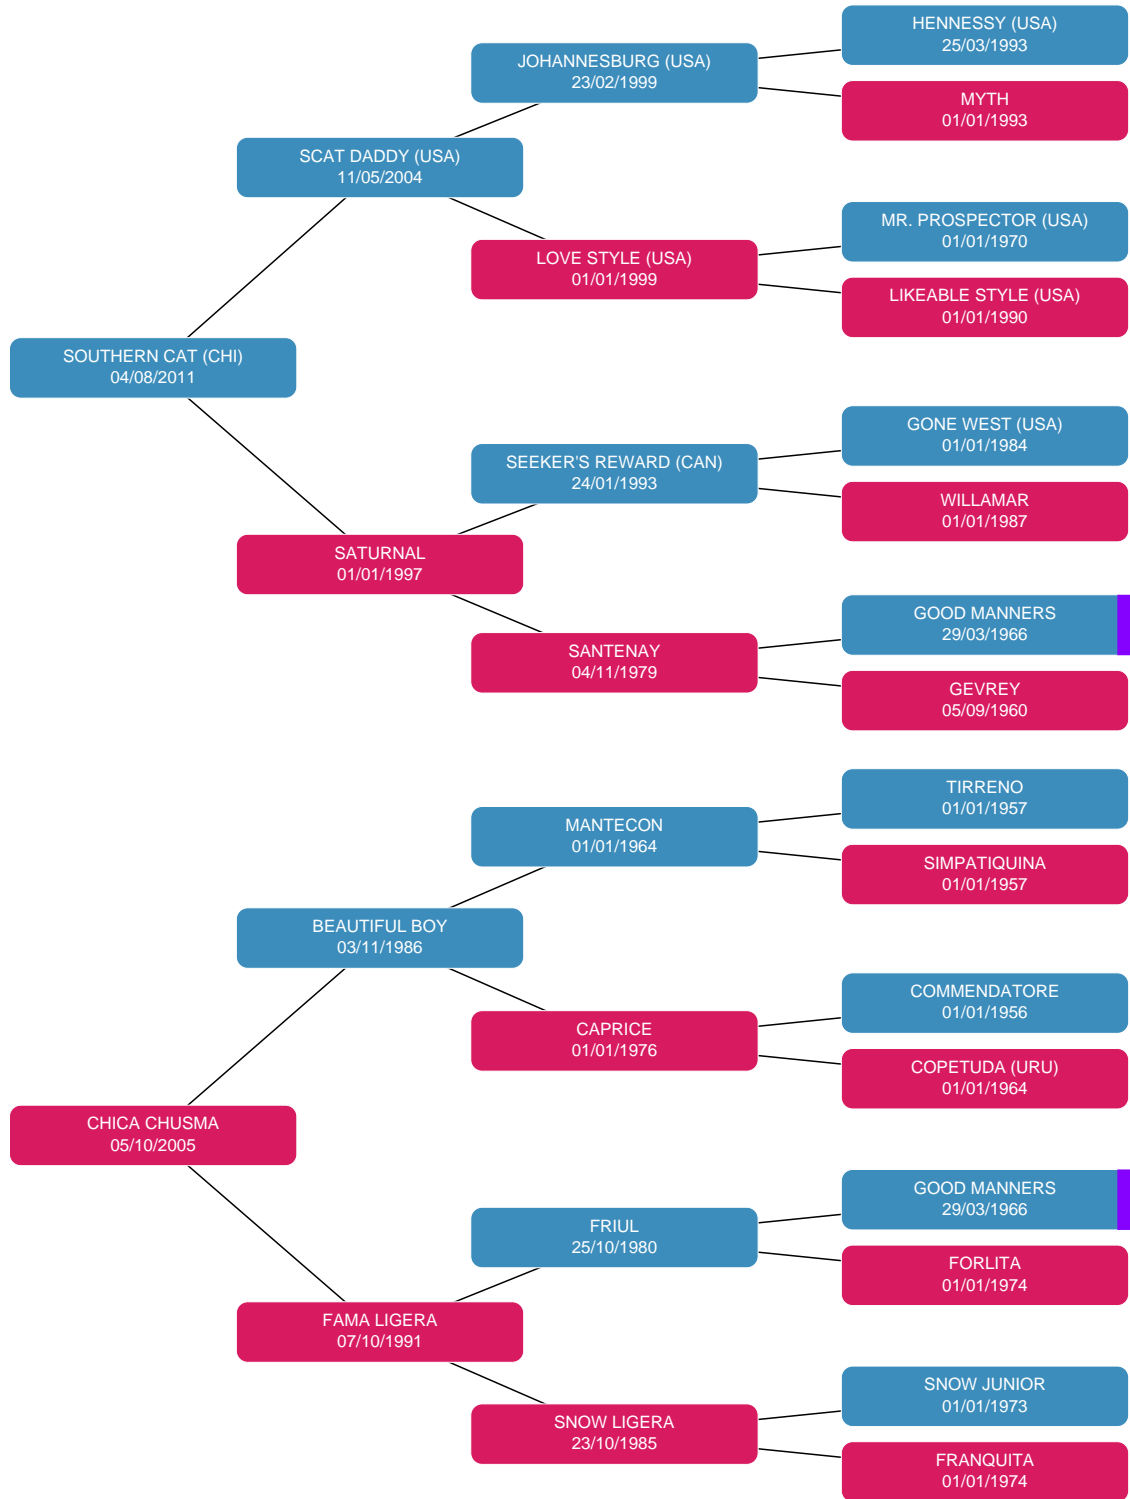 HENNESSY (USA)
25/03/1993
JOHANNESBURG (USA)
23/02/1999
MYTH
01/01/1993
SCAT DADDY (USA)
11/05/2004
MR. PROSPECTOR (USA)
01/01/1970
LOVE STYLE (USA)
01/01/1999
LIKEABLE STYLE (USA)
01/01/1990
SOUTHERN CAT (CHI)
04/08/2011
GONE WEST (USA)
01/01/1984
SEEKER'S REWARD (CAN)
24/01/1993
WILLAMAR
01/01/1987
SATURNAL
01/01/1997
GOOD MANNERS
29/03/1966
SANTENAY
04/11/1979
GEVREY
05/09/1960
TIRRENO
01/01/1957
MANTECON
01/01/1964
SIMPATIQUINA
01/01/1957
BEAUTIFUL BOY
03/11/1986
COMMENDATORE
01/01/1956
CAPRICE
01/01/1976
COPETUDA (URU)
01/01/1964
CHICA CHUSMA
05/10/2005
GOOD MANNERS
29/03/1966
FRIUL
25/10/1980
FORLITA
01/01/1974
FAMA LIGERA
07/10/1991
SNOW JUNIOR
01/01/1973
SNOW LIGERA
23/10/1985
FRANQUITA
01/01/1974